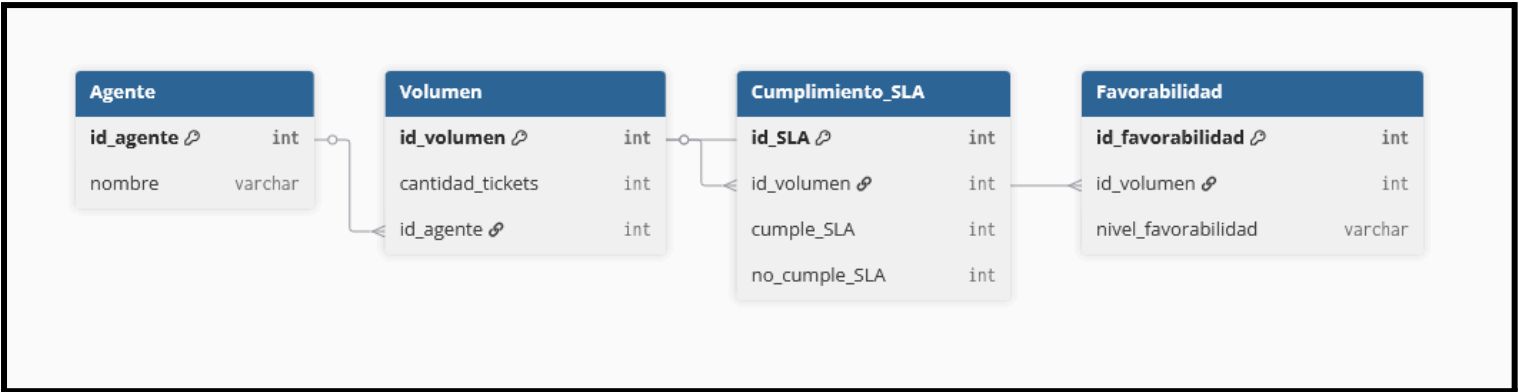 Agente
id_agente int
nombre varchar
Volumen
id_volumen int
cantidad_tickets int
id_agente int
Cumplimiento_SLA
id_SLA int
id_volumen int
cumple_SLA int
no_cumple_SLA int
Favorabilidad
id_favorabilidad int
id_volumen int
nivel_favorabilidad varchar